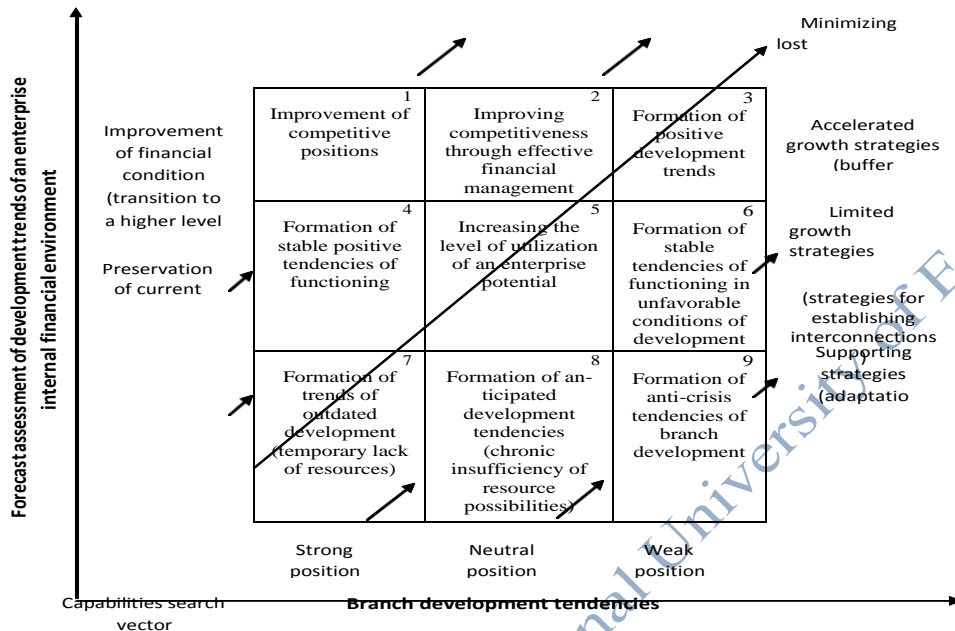 Minimizing
lost
Forecast assessment of development trends of an enterprise
internal financial environment
Improvement
of financial
condition
(transition to
a higher level
Preservation
of current
1
Improvement of
competitive
positions
2
Improving
competitiveness
through effective
financial
management
3
Formation of
positive
development
trends
4
Formation of
stable positive
tendencies of
functioning
5
Increasing the
level of utilization
of an enterprise
potential
6
Formation of
stable
tendencies of
functioning in
unfavorable
conditions of
development
7
Formation of
trends of
outdated
development
(temporary lack
of resources)
8
Formation of an-
ticipated
development
tendencies
(chronic
insufficiency of
resource
possibilities)
9
Formation of
anti-crisis
tendencies of
branch
development
Accelerated
growth strategies
(buffer
Limited
growth
strategies
(strategies for
establishing
interconnections
)
Supporting
strategies
(adaptatio
Strong
position
Neutral
position
Weak
position
Capabilities search
vector
Branch development tendencies
nal University of E